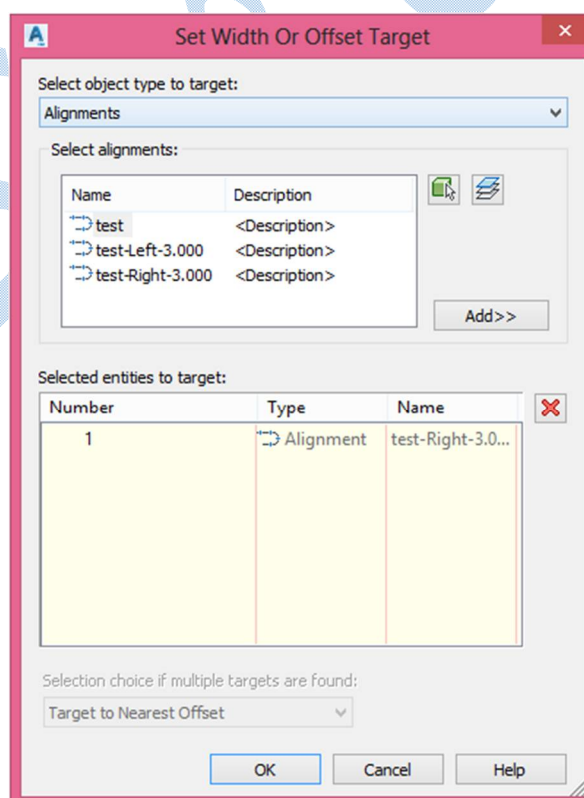 Set Width Or Offset Target
Select object type to target:
Alignments
Select alignments:
Name Description
test <Description>
test-Left-3.000 <Description>
test-Right-3.000 <Description>
Add>>
Selected entities to target:
Number Type Name
1 Alignment test-Right-3.0...
Selection choice if multiple targets are found:
Target to Nearest Offset
OK Cancel Help